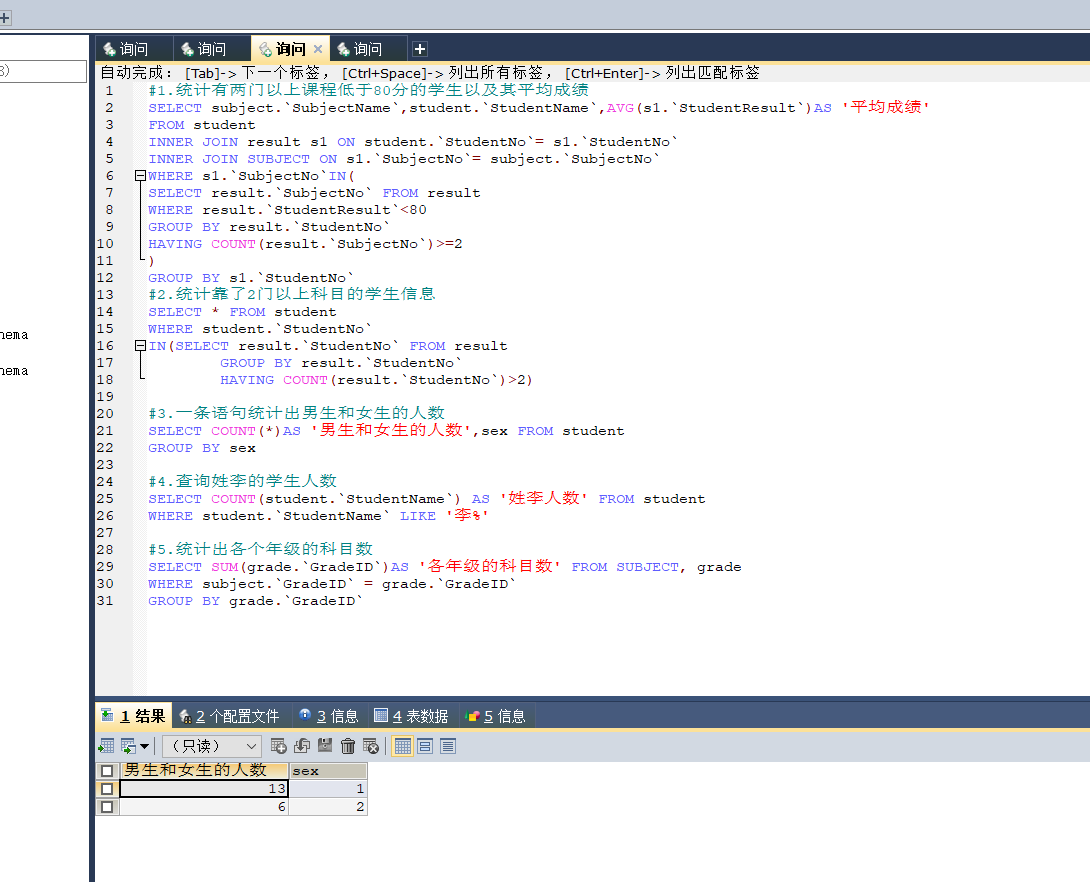 3)
hema
hema
询问 询问 询问 询问
自动完成： [Tab]-> 下一个标签， [Ctrl+Space]-> 列出所有标签， [Ctrl+Enter]-> 列出匹配标签
1 #1.统计有两门以上课程低于80分的学生以及其平均成绩
2 SELECT subject.`SubjectName`,student.`StudentName`,AVG(s1.`StudentResult`)AS '平均成绩'
3 FROM student
4 INNER JOIN result s1 ON student.`StudentNo`= s1.`StudentNo`
5 INNER JOIN SUBJECT ON s1.`SubjectNo`= subject.`SubjectNo`
6 WHERE s1.`SubjectNo`IN(
7 SELECT result.`SubjectNo` FROM result
8 WHERE result.`StudentResult`<80
9 GROUP BY result.`StudentNo`
10 HAVING COUNT(result.`SubjectNo`)>=2
11 )
12 GROUP BY s1.`StudentNo`
13 #2.统计靠了2门以上科目的学生信息
14 SELECT * FROM student
15 WHERE student.`StudentNo`
16 IN(SELECT result.`StudentNo` FROM result
17 GROUP BY result.`StudentNo`
18 HAVING COUNT(result.`StudentNo`)>2)
19
20 #3.一条语句统计出男生和女生的人数
21 SELECT COUNT(*)AS '男生和女生的人数',sex FROM student
22 GROUP BY sex
23
24 #4.查询姓李的学生人数
25 SELECT COUNT(student.`StudentName`) AS '姓李人数' FROM student
26 WHERE student.`StudentName` LIKE '李%'
27
28 #5.统计出各个年级的科目数
29 SELECT SUM(grade.`GradeID`)AS '各年级的科目数' FROM SUBJECT, grade
30 WHERE subject.`GradeID` = grade.`GradeID`
31 GROUP BY grade.`GradeID`
1 结果 2 个配置文件 3 信息 4 表数据 5 信息
（只读）
男生和女生的人数 sex
13 1
6 2